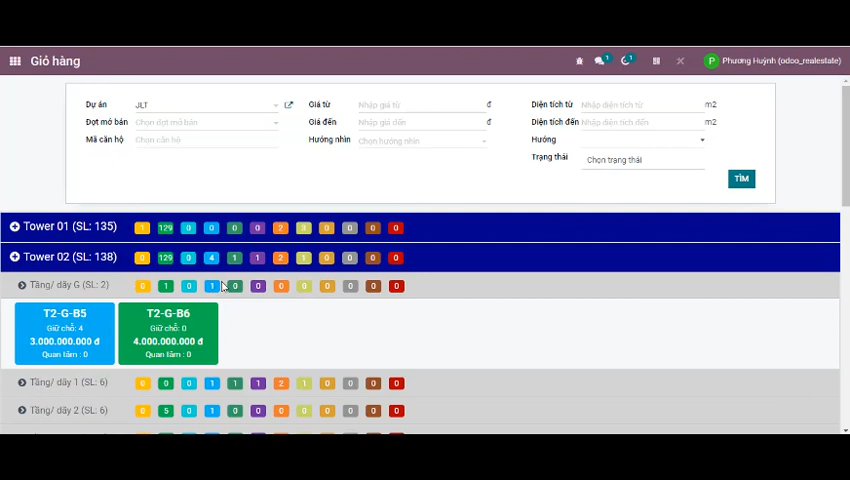 Giỏ hàng 1 1 P Phương Huỳnh (odoo_realestate)
Dự án JLT Giá từ Nhập giá từ đ Diện tích từ Nhập diện tích từ m2
Đợt mở bán Chọn đợt mở bán Giá đến Nhập giá đến đ Diện tích đến Nhập diện tích đến m2
Mã căn hộ Chọn căn hộ Hướng nhìn Chọn hướng nhìn Hướng
Trạng thái Chọn trạng thái
TÌM
Tower 01 (SL: 135) 1 129 0 0 0 0 2 3 0 0 0 0
Tower 02 (SL: 138) 0 129 0 4 1 1 2 1 0 0 0 0
Tầng/ dãy G (SL: 2) 0 1 0 1 0 0 0 0 0 0 0 0
T2-G-B5 T2-G-B6
Giữ chỗ: 4 Giữ chỗ: 0
3.000.000.000 đ 4.000.000.000 đ
Quan tâm : 0 Quan tâm : 0
Tầng/ dãy 1 (SL: 6) 0 0 0 1 1 1 2 1 0 0 0 0
Tầng/ dãy 2 (SL: 6) 0 5 0 1 0 0 0 0 0 0 0 0